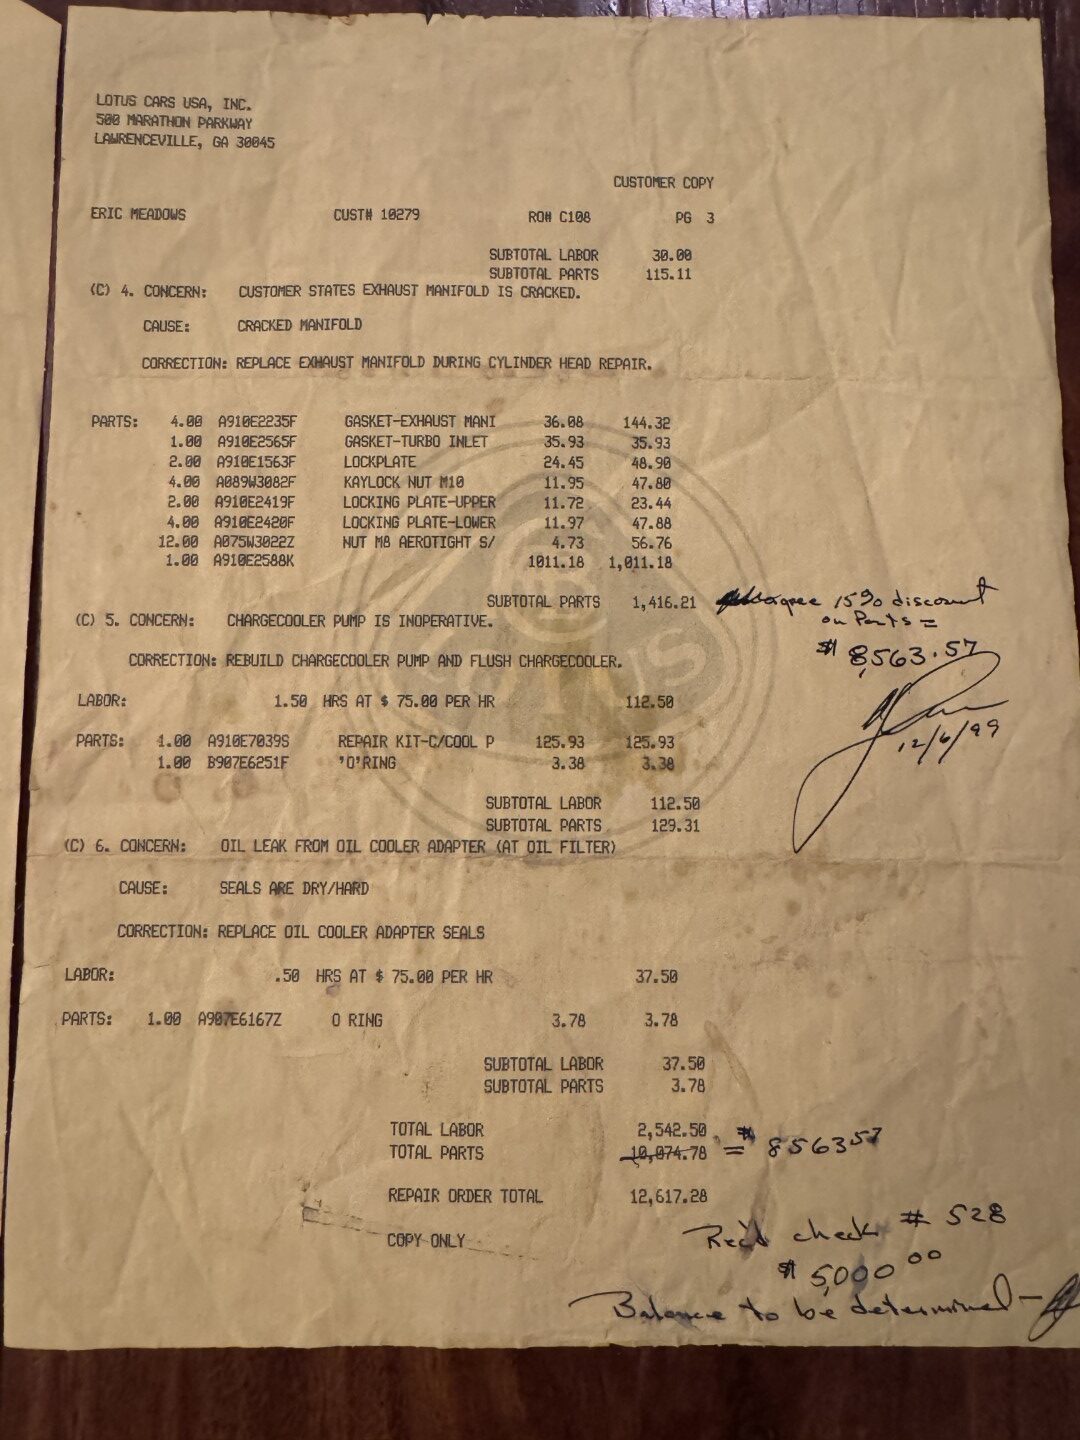 LOTUS CARS USA, INC.
500 MARATHON PARKWAY
LAWRENCEVILLE, GA 30045
CUSTOMER COPY
ERIC MEADOWS CUST# 10279 RO# C108 PG 3
SUBTOTAL LABOR 30.00
SUBTOTAL PARTS 115.11
(C) 4. CONCERN: CUSTOMER STATES EXHAUST MANIFOLD IS CRACKED.
CAUSE: CRACKED MANIFOLD
CORRECTION: REPLACE EXHAUST MANIFOLD DURING CYLINDER HEAD REPAIR.
PARTS: 4.00 A910E2235F GASKET-EXHAUST MANI 36.08 144.32
1.00 A910E2565F GASKET-TURBO INLET 35.93 35.93
2.00 A910E1563F LOCKPLATE 24.45 48.90
4.00 A089W3082F KAYLOCK NUT M10 11.95 47.80
2.00 A910E2419F LOCKING PLATE-UPPER 11.72 23.44
4.00 A910E2420F LOCKING PLATE-LOWER 11.97 47.88
12.00 A075W3022Z NUT M8 AEROTIGHT S/ 4.73 56.76
1.00 A910E2588K 1011.18 1,011.18
SUBTOTAL PARTS 1,416.21
agree 15% discount
on Parts =
$ 8,563.57
12/6/99
(C) 5. CONCERN: CHARGECOOLER PUMP IS INOPERATIVE.
CORRECTION: REBUILD CHARGECOOLER PUMP AND FLUSH CHARGECOOLER.
LABOR: 1.50 HRS AT $ 75.00 PER HR 112.50
PARTS: 1.00 A910E7039S REPAIR KIT-C/COOL P 125.93 125.93
1.00 B907E6251F 'O'RING 3.38 3.38
SUBTOTAL LABOR 112.50
SUBTOTAL PARTS 129.31
(C) 6. CONCERN: OIL LEAK FROM OIL COOLER ADAPTER (AT OIL FILTER)
CAUSE: SEALS ARE DRY/HARD
CORRECTION: REPLACE OIL COOLER ADAPTER SEALS
LABOR: .50 HRS AT $ 75.00 PER HR 37.50
PARTS: 1.00 A907E6167Z O RING 3.78 3.78
SUBTOTAL LABOR 37.50
SUBTOTAL PARTS 3.78
TOTAL LABOR 2,542.50
TOTAL PARTS 10,074.78 = $ 8563 57
REPAIR ORDER TOTAL 12,617.28
COPY ONLY
Rec'd check # 528
$ 5,000 00
Balance to be determined -